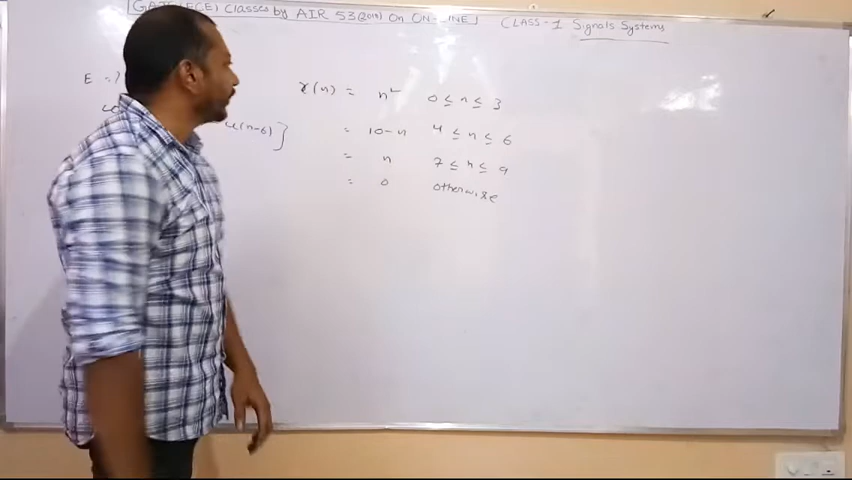 GATE(ECE) Classes by AIR 53(2015) On ON-LINE] CLASS-1 Signals Systems
E = ?
x(n) = n² 0 ≤ n ≤ 3
u(n-6)}
= 10-n 4 ≤ n ≤ 6
= n 7 ≤ n ≤ 9
= 0 otherwise